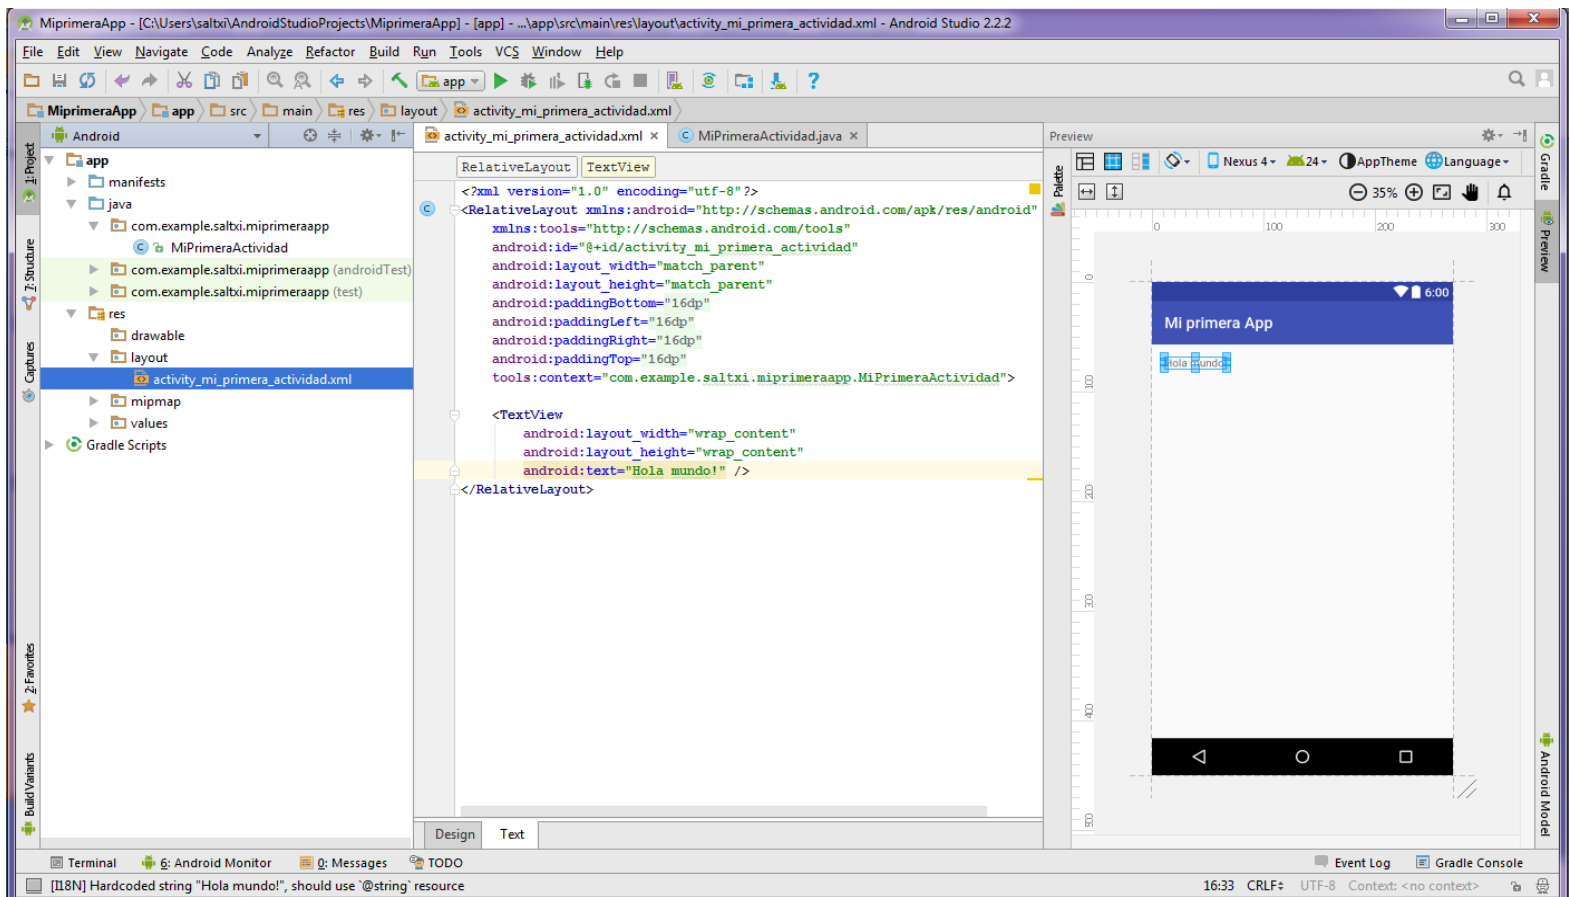 MiprimeraApp - [C:\Users\saltxi\AndroidStudioProjects\MiprimeraApp] - [app] - ...\app\src\main\res\layout\activity_mi_primera_actividad.xml - Android Studio 2.2.2
File Edit View Navigate Code Analyze Refactor Build Run Tools VCS Window Help
app
MiprimeraApp app src main res layout activity_mi_primera_actividad.xml
1: Project
7: Structure
Captures
2: Favorites
Build Variants
Android
app
manifests
java
com.example.saltxi.miprimeraapp
MiPrimeraActividad
com.example.saltxi.miprimeraapp (androidTest)
com.example.saltxi.miprimeraapp (test)
res
drawable
layout
activity_mi_primera_actividad.xml
mipmap
values
Gradle Scripts
activity_mi_primera_actividad.xml MiPrimeraActividad.java
RelativeLayout TextView
<?xml version="1.0" encoding="utf-8"?>
<RelativeLayout xmlns:android="http://schemas.android.com/apk/res/android"
xmlns:tools="http://schemas.android.com/tools"
android:id="@+id/activity_mi_primera_actividad"
android:layout_width="match_parent"
android:layout_height="match_parent"
android:paddingBottom="16dp"
android:paddingLeft="16dp"
android:paddingRight="16dp"
android:paddingTop="16dp"
tools:context="com.example.saltxi.miprimeraapp.MiPrimeraActividad">
<TextView
android:layout_width="wrap_content"
android:layout_height="wrap_content"
android:text="Hola mundo!" />
</RelativeLayout>
Design Text
Preview
Palette
Nexus 4 24 AppTheme Language
35%
0 100 200 300
0
100
200
300
400
500
6:00
Mi primera App
Hola mundo!
Gradle
Preview
Android Model
Terminal 6: Android Monitor 0: Messages TODO Event Log Gradle Console
[I18N] Hardcoded string "Hola mundo!", should use `@string` resource 16:33 CRLF UTF-8 Context: <no context>